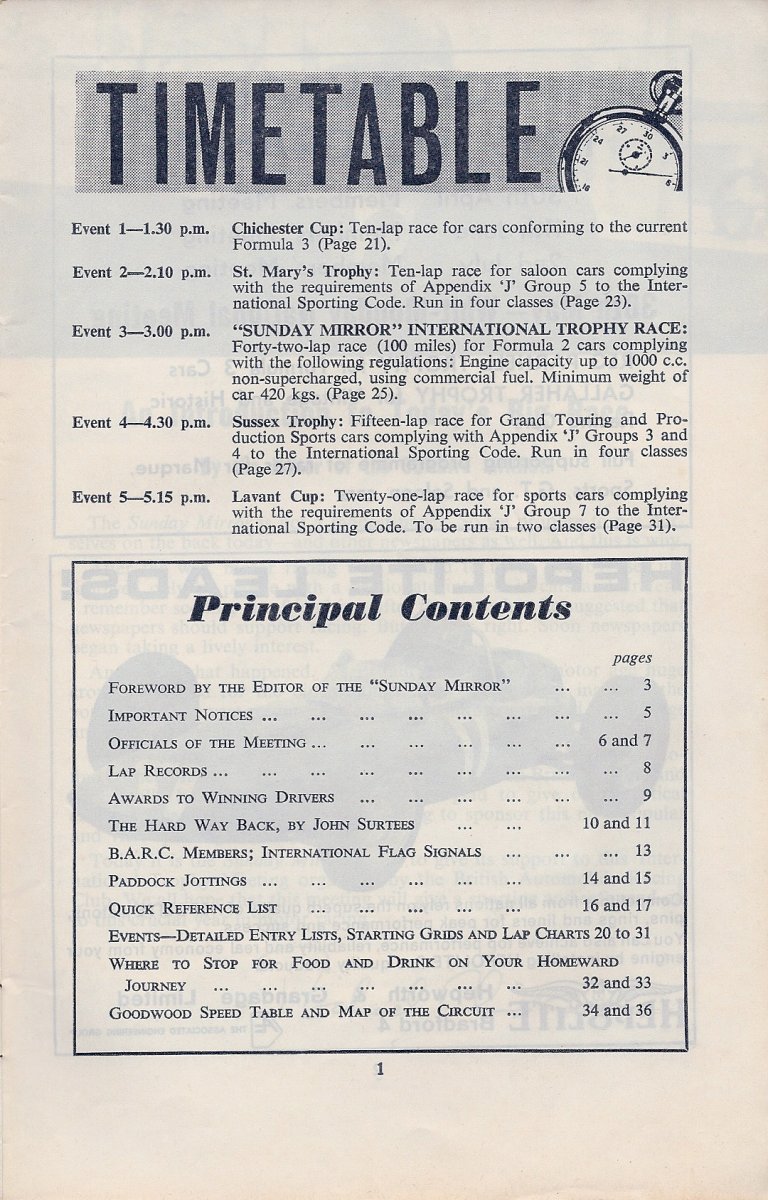 TIMETABLE
27 30 3
24
21
18 6
Event 1—1.30 p.m. Chichester Cup: Ten-lap race for cars conforming to the current
Formula 3 (Page 21).
Event 2—2.10 p.m. St. Mary's Trophy: Ten-lap race for saloon cars complying
with the requirements of Appendix 'J' Group 5 to the Inter-
national Sporting Code. Run in four classes (Page 23).
Event 3—3.00 p.m. "SUNDAY MIRROR" INTERNATIONAL TROPHY RACE:
Forty-two-lap race (100 miles) for Formula 2 cars complying
with the following regulations: Engine capacity up to 1000 c.c.
non-supercharged, using commercial fuel. Minimum weight of
car 420 kgs. (Page 25).
Event 4—4.30 p.m. Sussex Trophy: Fifteen-lap race for Grand Touring and Pro-
duction Sports cars complying with Appendix 'J' Groups 3 and
4 to the International Sporting Code. Run in four classes
(Page 27).
Event 5—5.15 p.m. Lavant Cup: Twenty-one-lap race for sports cars complying
with the requirements of Appendix 'J' Group 7 to the Inter-
national Sporting Code. To be run in two classes (Page 31).
Principal Contents
pages
FOREWORD BY THE EDITOR OF THE "SUNDAY MIRROR" ... ... 3
IMPORTANT NOTICES ... ... ... ... ... ... ... 5
OFFICIALS OF THE MEETING ... ... ... ... ... ... 6 and 7
LAP RECORDS ... ... ... ... ... ... ... ... 8
AWARDS TO WINNING DRIVERS ... ... ... ... ... ... 9
THE HARD WAY BACK, BY JOHN SURTEES ... ... 10 and 11
B.A.R.C. MEMBERS; INTERNATIONAL FLAG SIGNALS ... ... ... 13
PADDOCK JOTTINGS ... ... ... ... ... ... 14 and 15
QUICK REFERENCE LIST ... ... ... ... ... 16 and 17
EVENTS—DETAILED ENTRY LISTS, STARTING GRIDS AND LAP CHARTS 20 to 31
WHERE TO STOP FOR FOOD AND DRINK ON YOUR HOMEWARD
JOURNEY ... ... ... ... ... ... ... 32 and 33
GOODWOOD SPEED TABLE AND MAP OF THE CIRCUIT ... 34 and 36
1